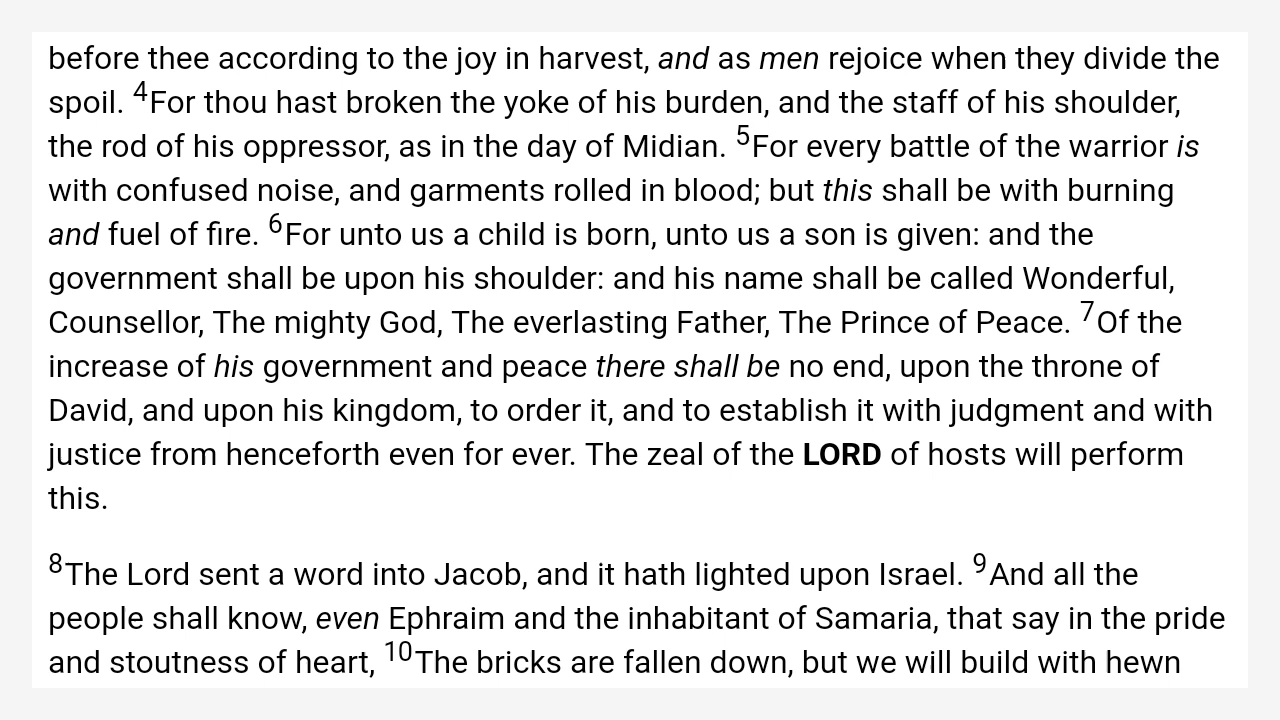 before thee according to the joy in harvest, and as men rejoice when they divide the
spoil. 4For thou hast broken the yoke of his burden, and the staff of his shoulder,
the rod of his oppressor, as in the day of Midian. 5For every battle of the warrior is
with confused noise, and garments rolled in blood; but this shall be with burning
and fuel of fire. 6For unto us a child is born, unto us a son is given: and the
government shall be upon his shoulder: and his name shall be called Wonderful,
Counsellor, The mighty God, The everlasting Father, The Prince of Peace. 7Of the
increase of his government and peace there shall be no end, upon the throne of
David, and upon his kingdom, to order it, and to establish it with judgment and with
justice from henceforth even for ever. The zeal of the LORD of hosts will perform
this.
8The Lord sent a word into Jacob, and it hath lighted upon Israel. 9And all the
people shall know, even Ephraim and the inhabitant of Samaria, that say in the pride
and stoutness of heart, 10The bricks are fallen down, but we will build with hewn